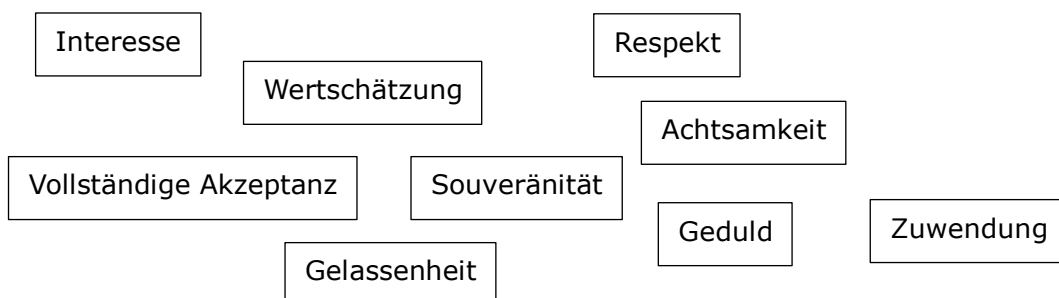 Interesse
Respekt
Wertschätzung
Achtsamkeit
Vollständige Akzeptanz
Souveränität
Geduld
Zuwendung
Gelassenheit